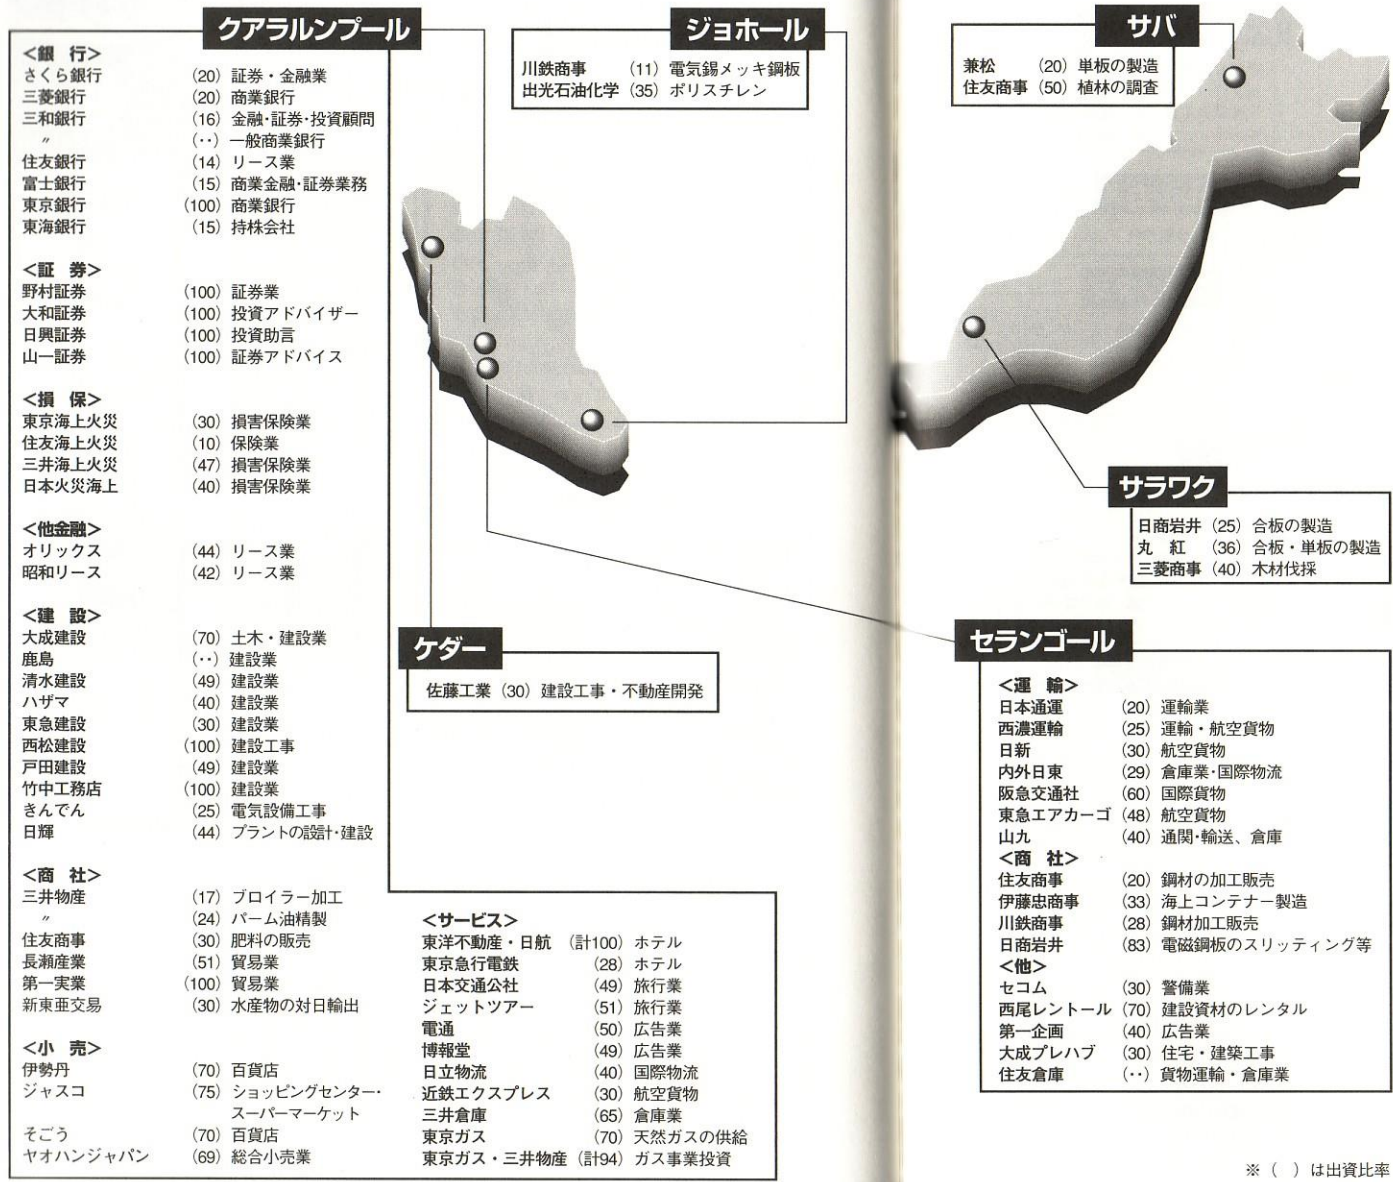 クアラルンプール
<銀 行>
さくら銀行 (20) 証券・金融業
三菱銀行 (20) 商業銀行
三和銀行 (16) 金融・証券・投資顧問
〃 (‥) 一般商業銀行
住友銀行 (14) リース業
富士銀行 (15) 商業金融・証券業務
東京銀行 (100) 商業銀行
東海銀行 (15) 持株会社
<証 券>
野村証券 (100) 証券業
大和証券 (100) 投資アドバイザー
日興証券 (100) 投資助言
山一証券 (100) 証券アドバイス
<損 保>
東京海上火災 (30) 損害保険業
住友海上火災 (10) 保険業
三井海上火災 (47) 損害保険業
日本火災海上 (40) 損害保険業
<他金融>
オリックス (44) リース業
昭和リース (42) リース業
<建 設>
大成建設 (70) 土木・建設業
鹿島 (‥) 建設業
清水建設 (49) 建設業
ハザマ (40) 建設業
東急建設 (30) 建設業
西松建設 (100) 建設工事
戸田建設 (49) 建設業
竹中工務店 (100) 建設業
きんでん (25) 電気設備工事
日輝 (44) プラントの設計・建設
<商 社>
三井物産 (17) ブロイラー加工
〃 (24) パーム油精製
住友商事 (30) 肥料の販売
長瀬産業 (51) 貿易業
第一実業 (100) 貿易業
新東亜交易 (30) 水産物の対日輸出
<小 売>
伊勢丹 (70) 百貨店
ジャスコ (75) ショッピングセンター・
スーパーマーケット
そごう (70) 百貨店
ヤオハンジャパン (69) 総合小売業
<サービス>
東洋不動産・日航 (計100) ホテル
東京急行電鉄 (28) ホテル
日本交通公社 (49) 旅行業
ジェットツアー (51) 旅行業
電通 (50) 広告業
博報堂 (49) 広告業
日立物流 (40) 国際物流
近鉄エクスプレス (30) 航空貨物
三井倉庫 (65) 倉庫業
東京ガス (70) 天然ガスの供給
東京ガス・三井物産 (計94) ガス事業投資
ジョホール
川鉄商事 (11) 電気錫メッキ鋼板
出光石油化学 (35) ポリスチレン
ケダー
佐藤工業 (30) 建設工事・不動産開発
サバ
兼松 (20) 単板の製造
住友商事 (50) 植林の調査
サラワク
日商岩井 (25) 合板の製造
丸 紅 (36) 合板・単板の製造
三菱商事 (40) 木材伐採
セランゴール
<運 輸>
日本通運 (20) 運輸業
西濃運輸 (25) 運輸・航空貨物
日新 (30) 航空貨物
内外日東 (29) 倉庫業・国際物流
阪急交通社 (60) 国際貨物
東急エアカーゴ (48) 航空貨物
山九 (40) 通関・輸送、倉庫
<商 社>
住友商事 (20) 鋼材の加工販売
伊藤忠商事 (33) 海上コンテナー製造
川鉄商事 (28) 鋼材加工販売
日商岩井 (83) 電磁鋼板のスリッティング等
<他>
セコム (30) 警備業
西尾レントール (70) 建設資材のレンタル
第一企画 (40) 広告業
大成プレハブ (30) 住宅・建築工事
住友倉庫 (‥) 貨物運輸・倉庫業
※( )は出資比率